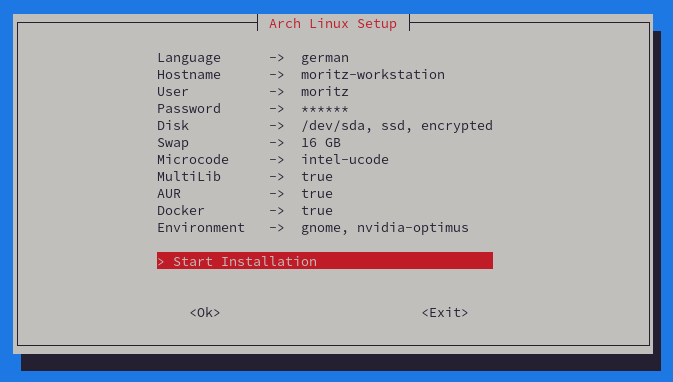 Arch Linux Setup
Language -> german
Hostname -> moritz-workstation
User -> moritz
Password -> ******
Disk -> /dev/sda, ssd, encrypted
Swap -> 16 GB
Microcode -> intel-ucode
MultiLib -> true
AUR -> true
Docker -> true
Environment -> gnome, nvidia-optimus
> Start Installation
<Ok> <Exit>